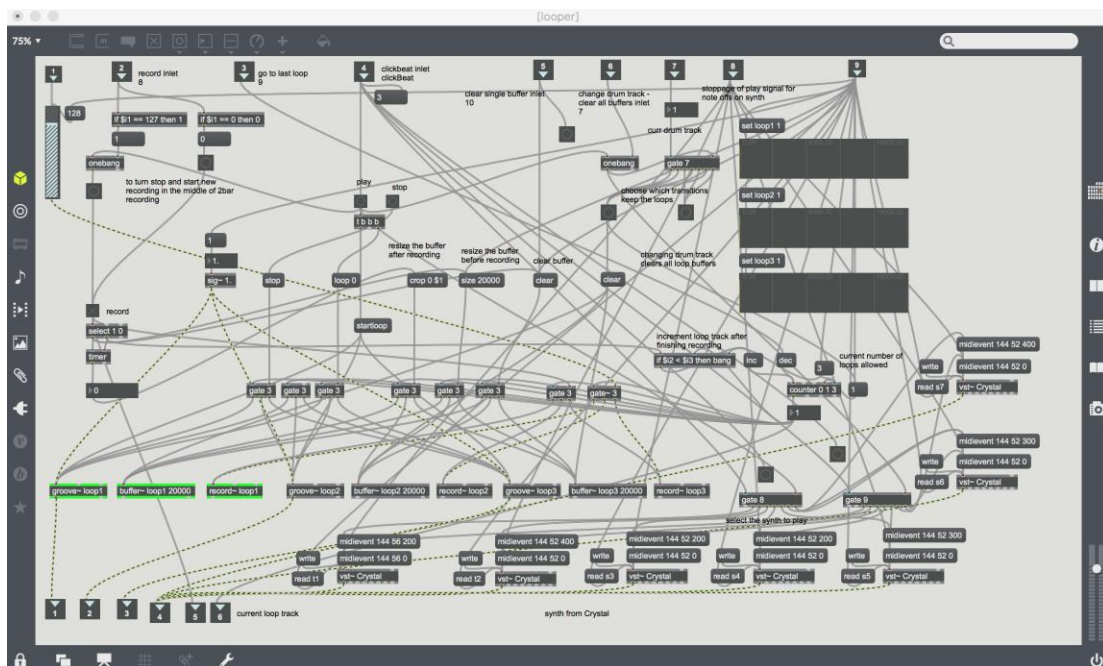 [looper]
75%
1
2
record inlet
8
3
go to last loop
9
4
clickbeat inlet
clickBeat
3
5
6
7
8
9
clear single buffer inlet
10
change drum track -
clear all buffers inlet
7
stoppage of play signal for
note offs on synth
128
if $i1 == 127 then 1
if $i1 == 0 then 0
1
0
1
set loop1 1
curr drum track
onebang
onebang
gate 7
to turn stop and start new
recording in the middle of 2bar
recording
play
stop
choose which transitions
keep the loops
set loop2 1
t b b b
1
1.
sig~ 1.
resize the buffer
after recording
resize the buffer
before recording
clear buffer
changing drum track
clears all loop buffers
set loop3 1
stop
loop 0
crop 0 $1
size 20000
clear
clear
record
select 1 0
startloop
increment loop track after
finishing recording
timer
if $i2 < $i3 then bang
inc
dec
current number of
loops allowed
3
counter 0 1 3
1
1
0
gate 3
gate 3
gate 3
gate 3
gate 3
gate 3
gate~ 3
gate~ 3
midievent 144 52 400
write
midievent 144 52 0
read s7
vst~ Crystal
midievent 144 52 300
write
midievent 144 52 0
read s6
vst~ Crystal
groove~ loop1
buffer~ loop1 20000
record~ loop1
groove~ loop2
buffer~ loop2 20000
record~ loop2
groove~ loop3
buffer~ loop3 20000
record~ loop3
gate 8
gate 9
select the synth to play
midievent 144 56 200
write
midievent 144 56 0
read t1
vst~ Crystal
midievent 144 52 400
write
midievent 144 52 0
read t2
vst~ Crystal
midievent 144 52 200
write
midievent 144 52 0
read s3
vst~ Crystal
midievent 144 52 200
write
midievent 144 52 0
read s4
vst~ Crystal
midievent 144 52 300
write
midievent 144 52 0
read s5
vst~ Crystal
1
2
3
4
5
6
current loop track
synth from Crystal